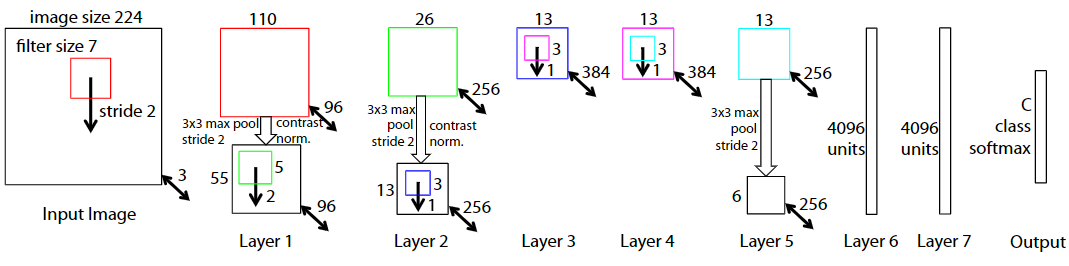 image size 224
filter size 7
stride 2
3
Input Image
110
96
3x3 max pool
stride 2
contrast
norm.
55
5
2
96
Layer 1
26
256
3x3 max
pool
stride 2
contrast
norm.
13
3
1
256
Layer 2
13
3
1
384
Layer 3
13
3
1
384
Layer 4
13
256
3x3 max
pool
stride 2
6
256
Layer 5
4096
units
Layer 6
4096
units
Layer 7
C
class
softmax
Output